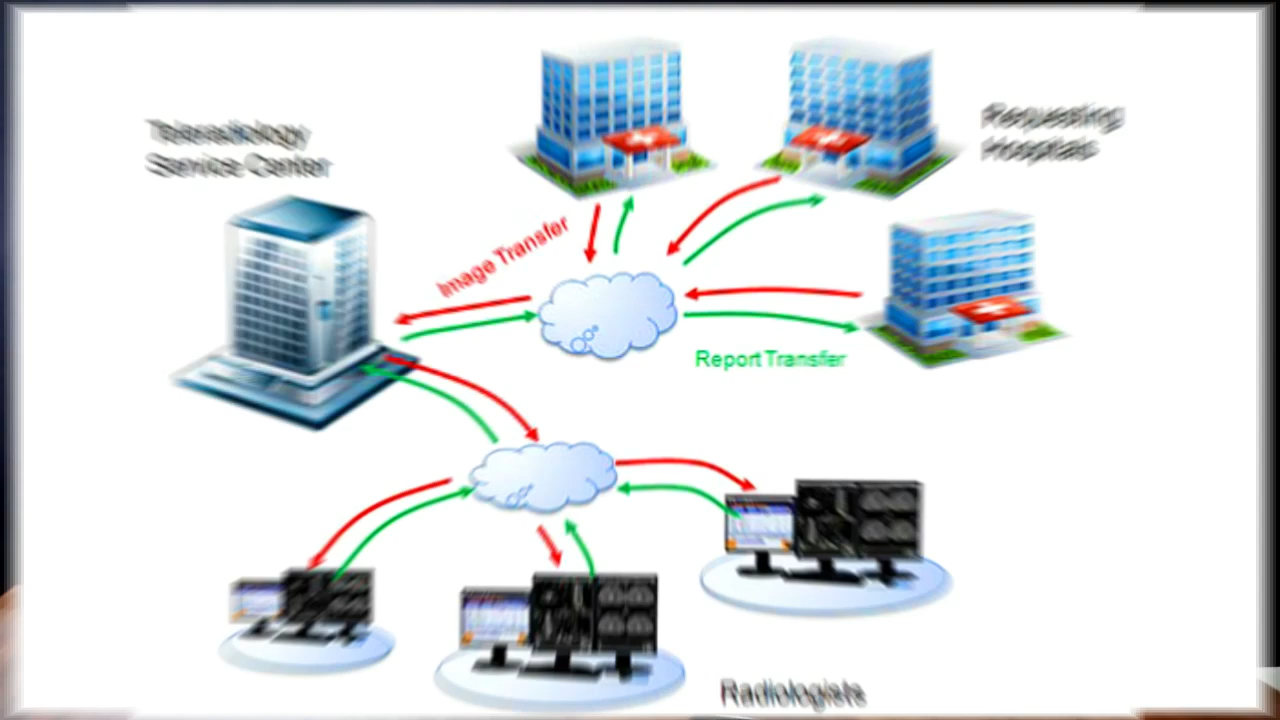 Teleradiology
Service Center
Requesting
Hospitals
Image Transfer
Report Transfer
Radiologists